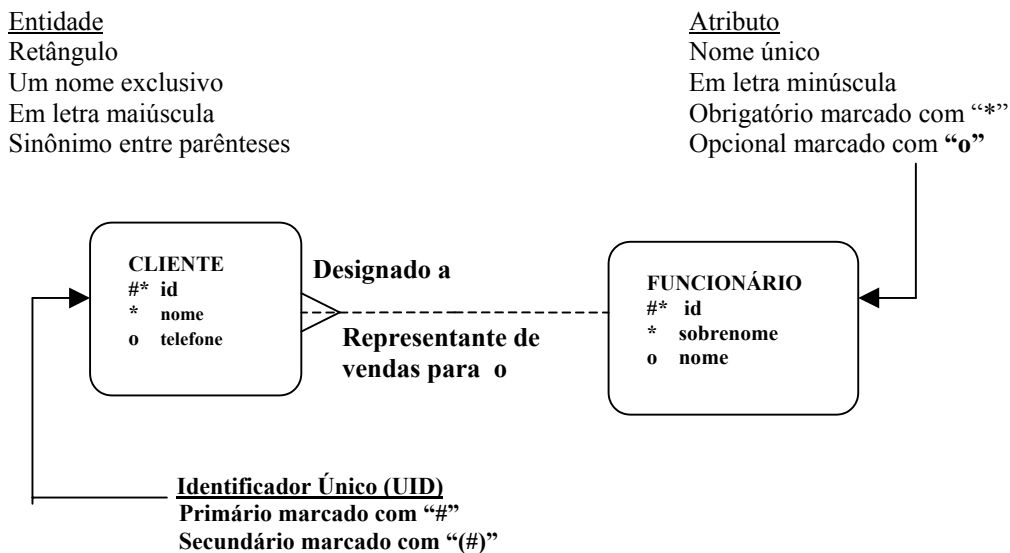 Entidade
Retângulo
Um nome exclusivo
Em letra maiúscula
Sinônimo entre parênteses
Atributo
Nome único
Em letra minúscula
Obrigatório marcado com “*”
Opcional marcado com “o”
CLIENTE
#* id
* nome
o telefone
Designado a
Representante de
vendas para o
FUNCIONÁRIO
#* id
* sobrenome
o nome
Identificador Único (UID)
Primário marcado com “#”
Secundário marcado com “(#)”